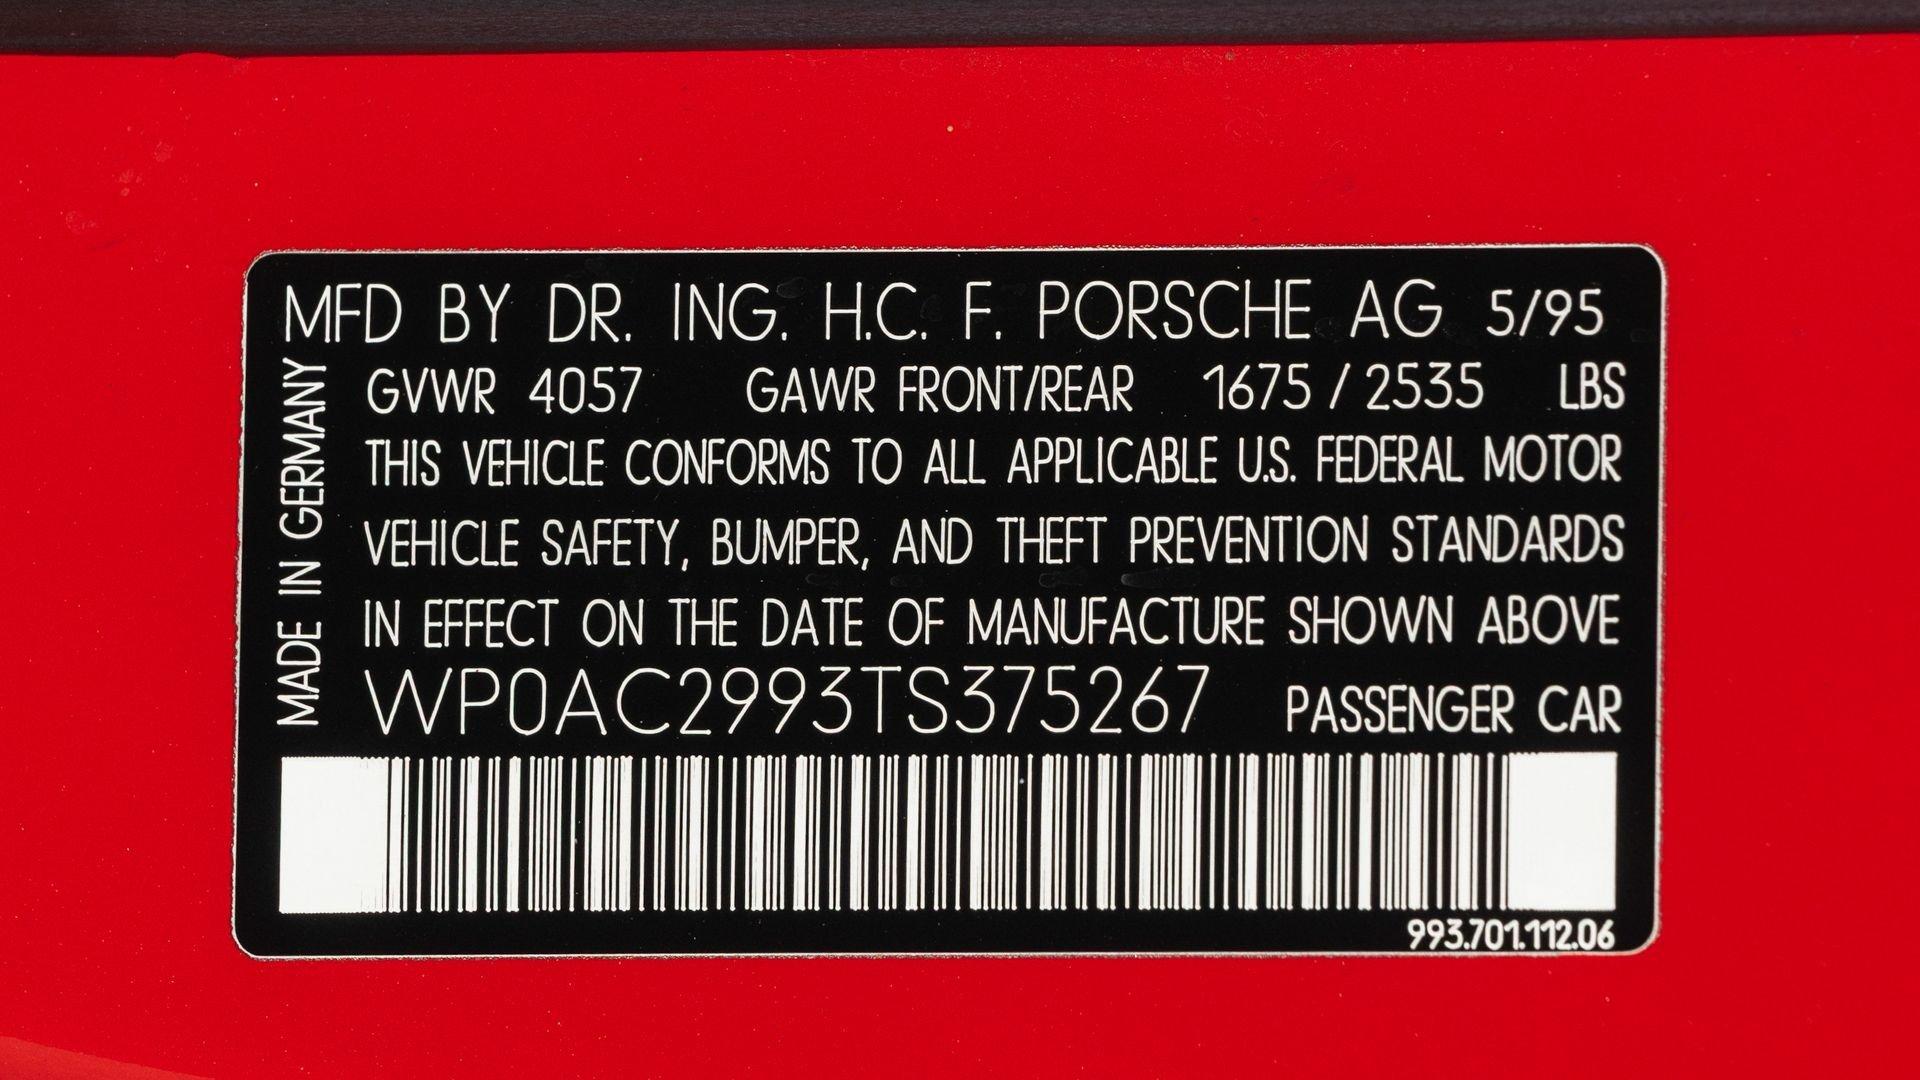 MFD BY DR. ING. H.C. F. PORSCHE AG 5/95
MADE IN GERMANY
GVWR 4057 GAWR FRONT/REAR 1675 / 2535 LBS
THIS VEHICLE CONFORMS TO ALL APPLICABLE U.S. FEDERAL MOTOR
VEHICLE SAFETY, BUMPER, AND THEFT PREVENTION STANDARDS
IN EFFECT ON THE DATE OF MANUFACTURE SHOWN ABOVE
WP0AC2993TS375267 PASSENGER CAR
993.701.112.06